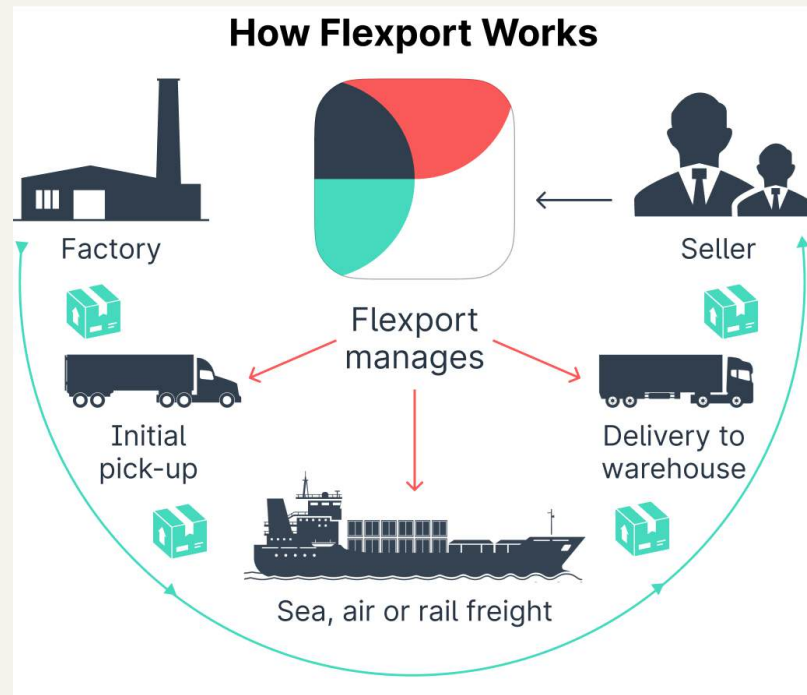 How Flexport Works
Factory
Seller
Flexport
manages
Initial
pick-up
Delivery to
warehouse
Sea, air or rail freight